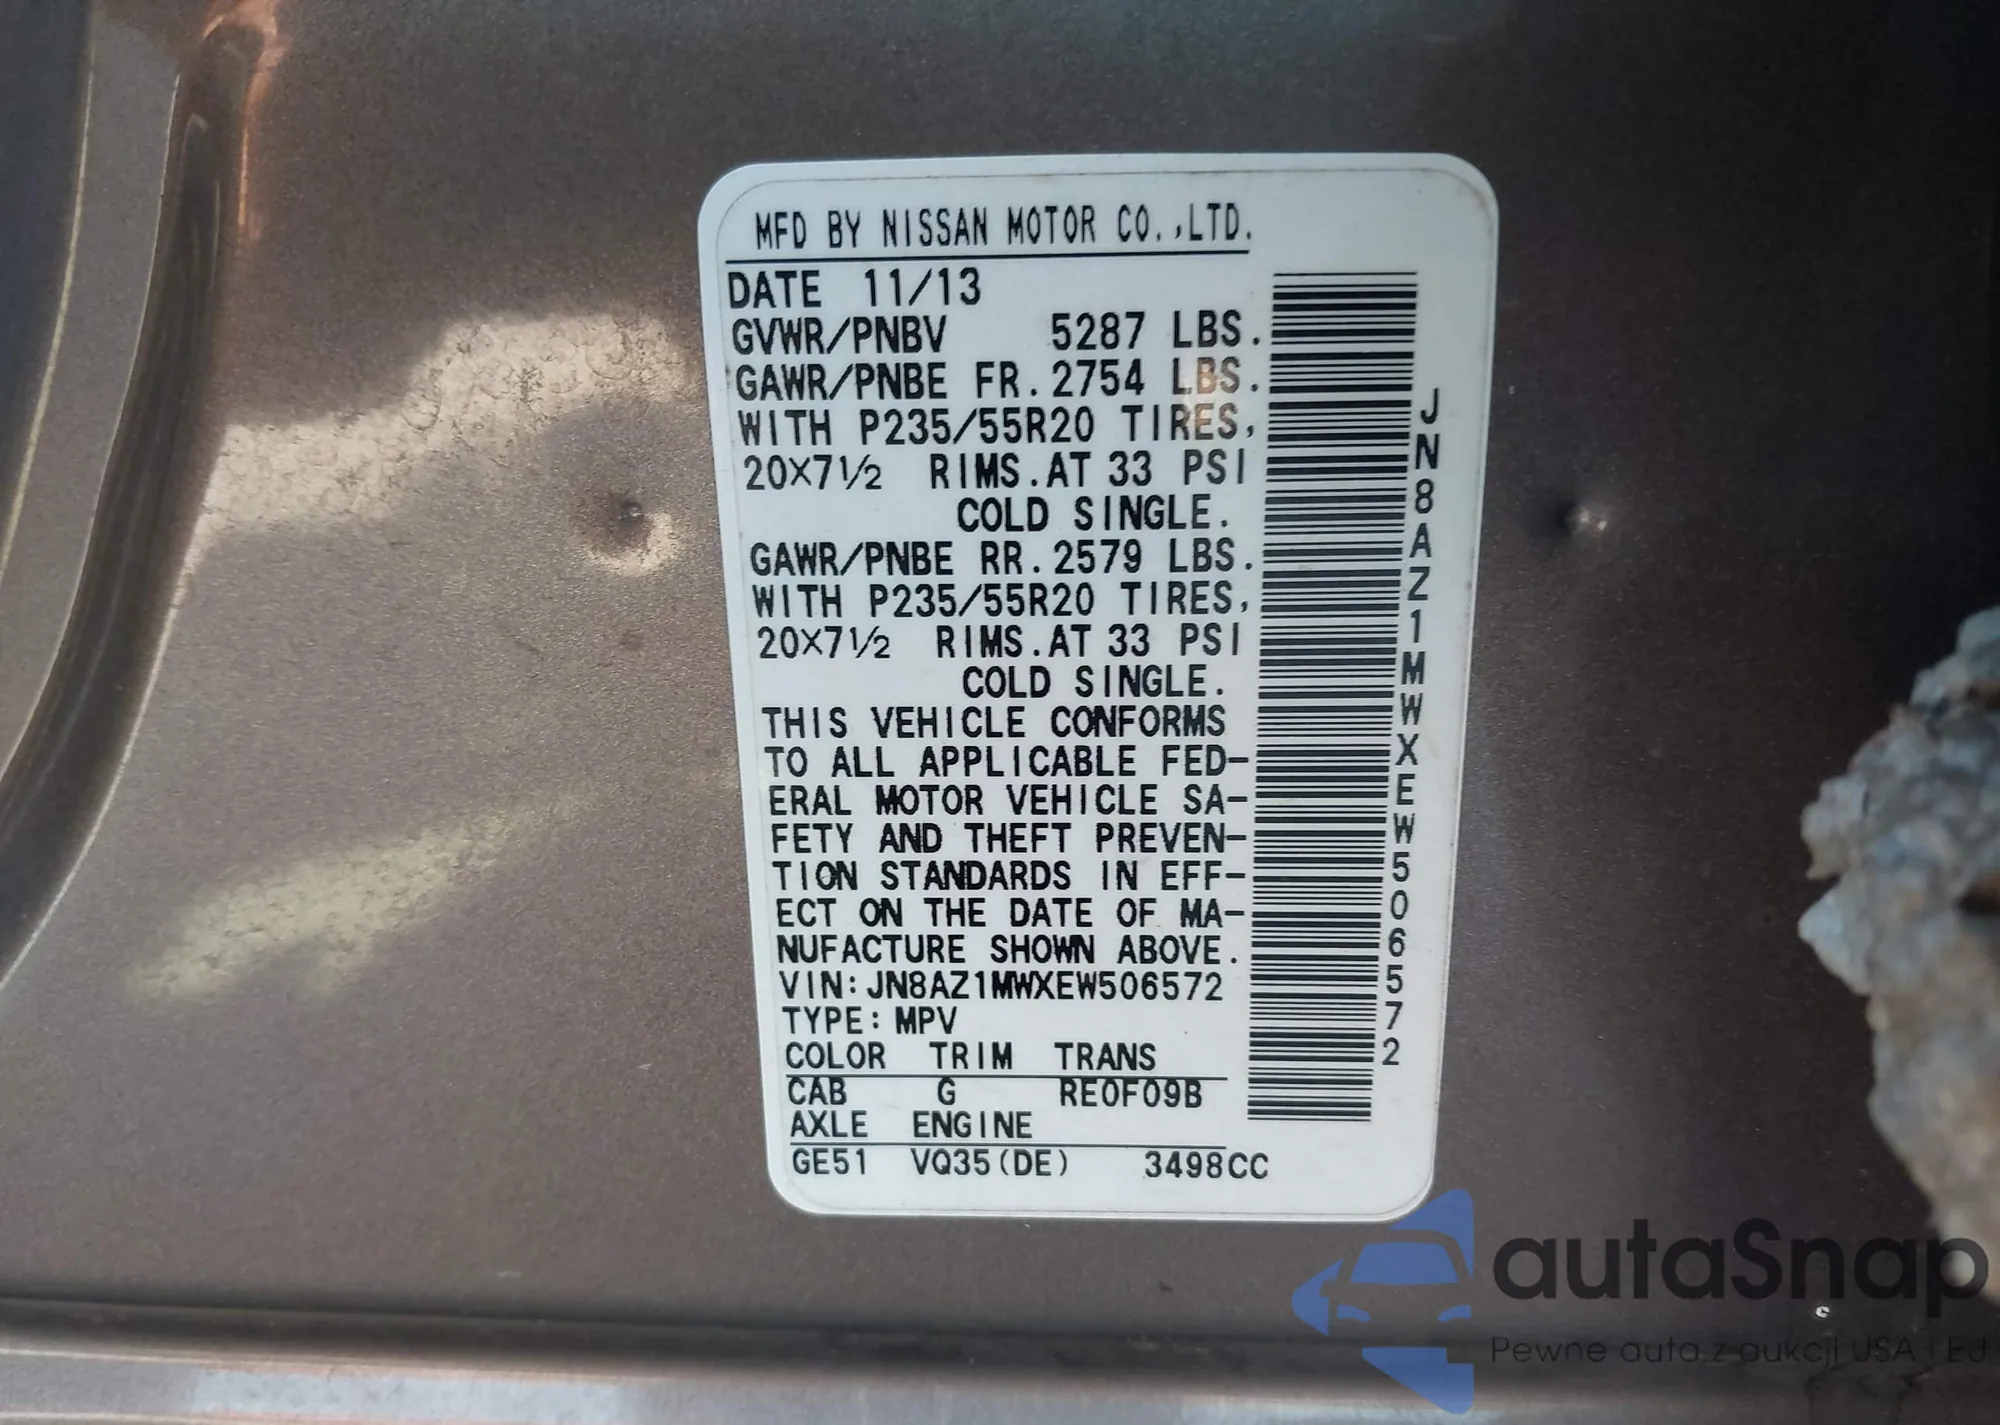 MFD BY NISSAN MOTOR CO.,LTD.
DATE 11/13
GVWR/PNBV 5287 LBS.
GAWR/PNBE FR.2754 LBS.
WITH P235/55R20 TIRES,
20X7½ RIMS.AT 33 PSI
COLD SINGLE.
GAWR/PNBE RR.2579 LBS.
WITH P235/55R20 TIRES,
20X7½ RIMS.AT 33 PSI
COLD SINGLE.
THIS VEHICLE CONFORMS
TO ALL APPLICABLE FED-
ERAL MOTOR VEHICLE SA-
FETY AND THEFT PREVEN-
TION STANDARDS IN EFF-
ECT ON THE DATE OF MA-
NUFACTURE SHOWN ABOVE.
VIN:JN8AZ1MWXEW506572
TYPE:MPV
COLOR TRIM TRANS
CAB G RE0F09B
AXLE ENGINE
GE51 VQ35(DE) 3498CC
JN8AZ1MWXEW506572
autaSnap
Pewne auta z aukcji USA i EU